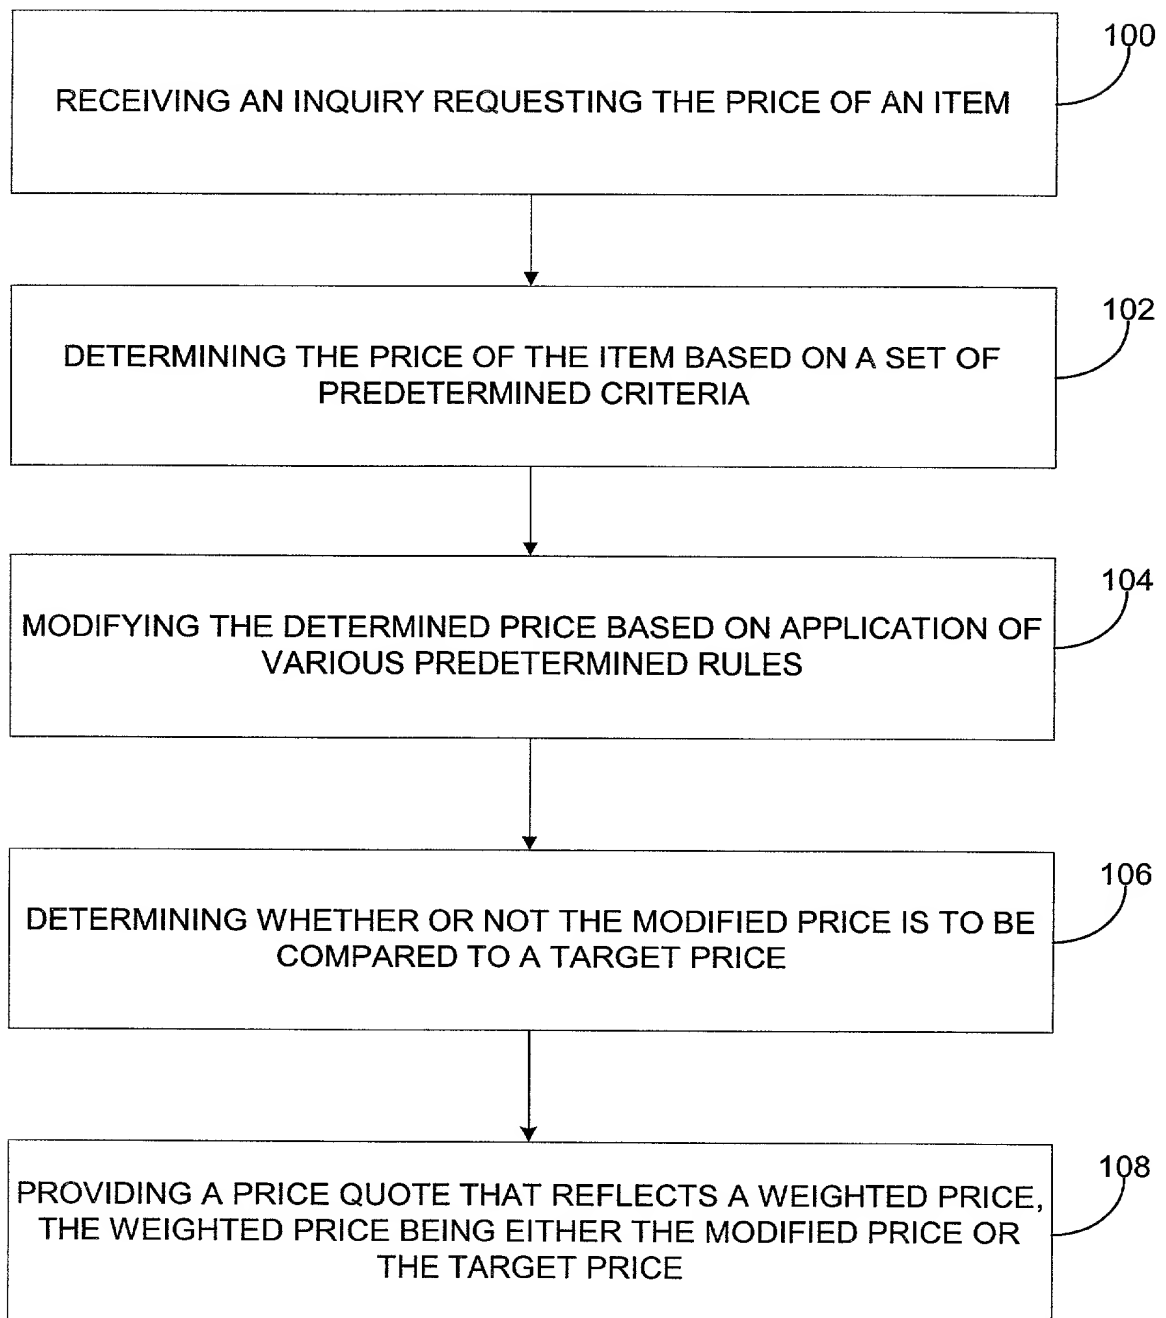 100
RECEIVING AN INQUIRY REQUESTING THE PRICE OF AN ITEM
102
DETERMINING THE PRICE OF THE ITEM BASED ON A SET OF
PREDETERMINED CRITERIA
104
MODIFYING THE DETERMINED PRICE BASED ON APPLICATION OF
VARIOUS PREDETERMINED RULES
106
DETERMINING WHETHER OR NOT THE MODIFIED PRICE IS TO BE
COMPARED TO A TARGET PRICE
108
PROVIDING A PRICE QUOTE THAT REFLECTS A WEIGHTED PRICE,
THE WEIGHTED PRICE BEING EITHER THE MODIFIED PRICE OR
THE TARGET PRICE